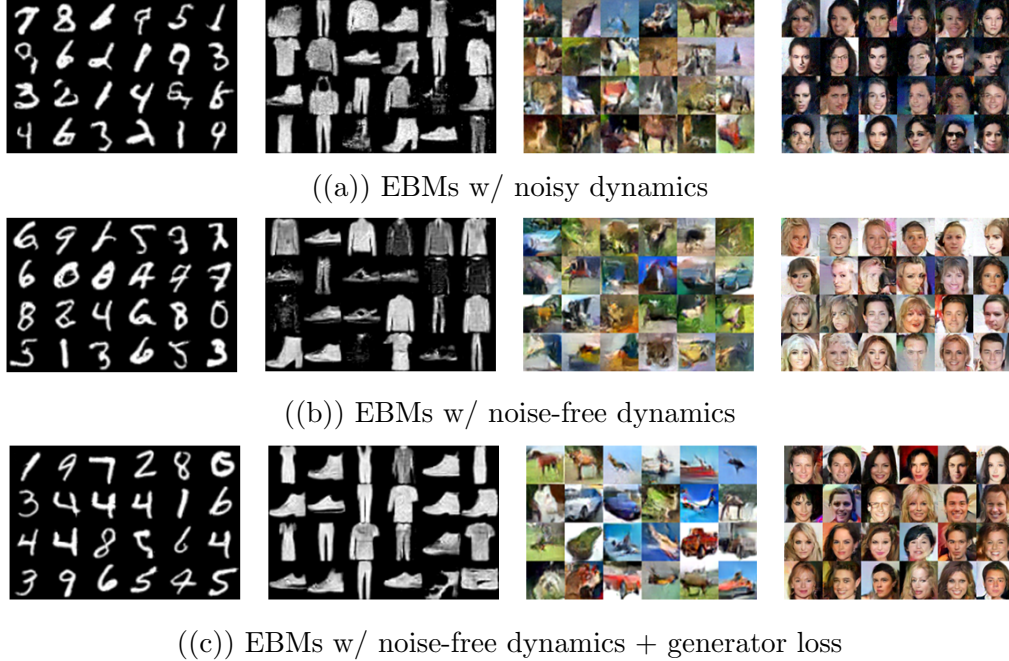 ((a)) EBMs w/ noisy dynamics
((b)) EBMs w/ noise-free dynamics
((c)) EBMs w/ noise-free dynamics + generator loss